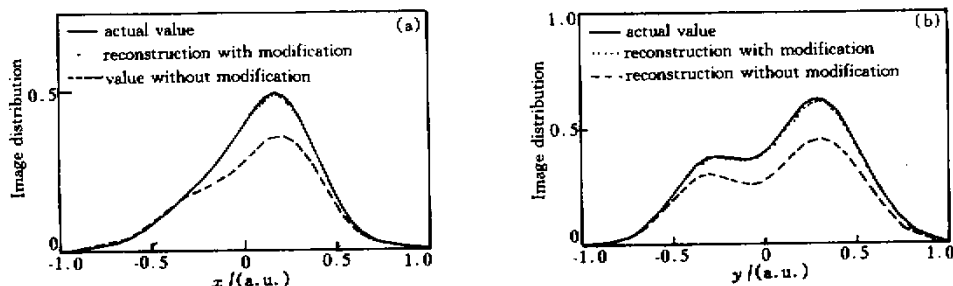 (a)
actual value
reconstruction with modification
value without modification
Image distribution
0.5
0
-1.0
-0.5
0
0.5
1.0
x/(a.u.)
(b)
actual value
reconstruction with modification
reconstruction without modification
Image distribution
1.0
0.5
0
-1.0
-0.5
0
0.5
1.0
y/(a.u.)